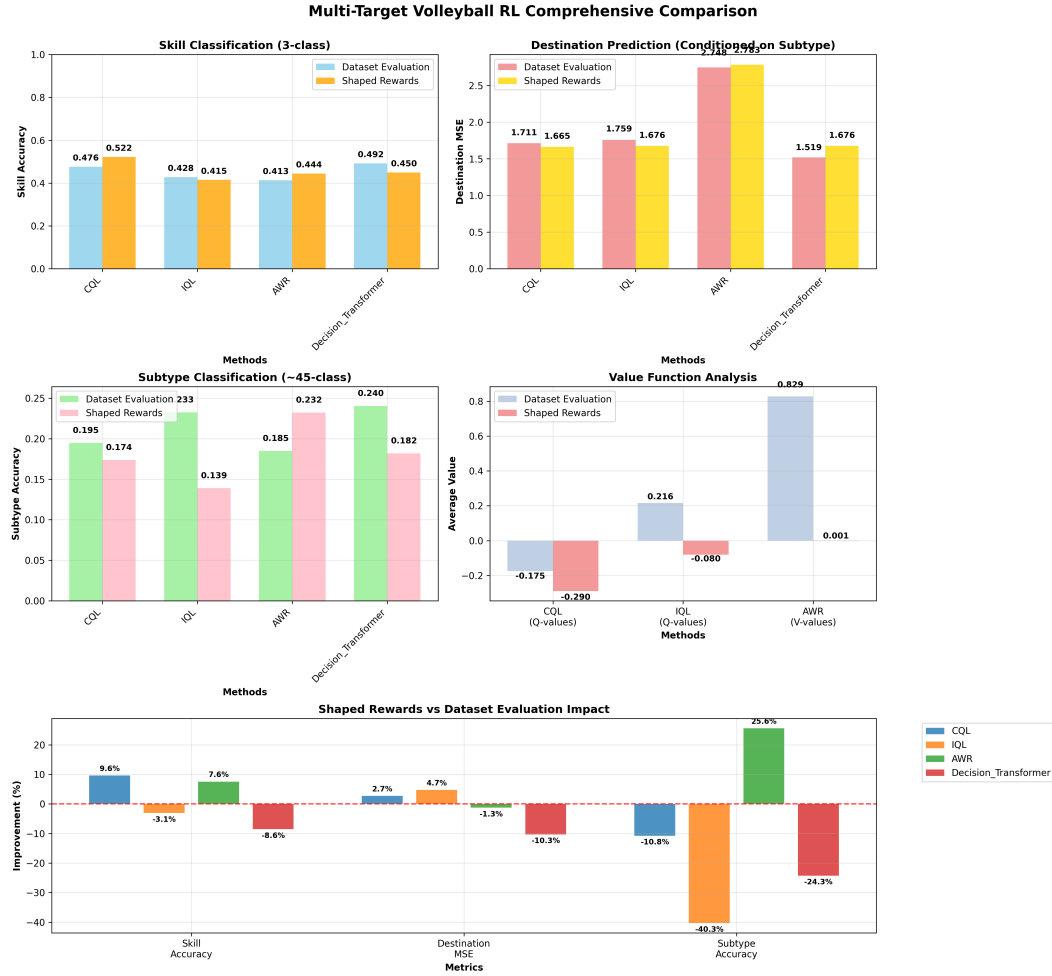 Multi-Target Volleyball RL Comprehensive Comparison
Skill Classification (3-class)
Skill Accuracy
1.0
0.8
0.6
0.4
0.2
0.0
Dataset Evaluation
Shaped Rewards
0.476
0.522
0.428
0.415
0.413
0.444
0.492
0.450
CQL
IQL
AWR
Decision_Transformer
Methods
Destination Prediction (Conditioned on Subtype)
Destination MSE
2.5
2.0
1.5
1.0
0.5
0.0
Dataset Evaluation
Shaped Rewards
1.711
1.665
1.759
1.676
2.748
2.783
1.519
1.676
CQL
IQL
AWR
Decision_Transformer
Methods
Subtype Classification (~45-class)
Subtype Accuracy
0.25
0.20
0.15
0.10
0.05
0.00
Dataset Evaluation
Shaped Rewards
0.195
0.174
233
0.139
0.185
0.232
0.240
0.182
CQL
IQL
AWR
Decision_Transformer
Methods
Value Function Analysis
Average Value
0.8
0.6
0.4
0.2
0.0
−0.2
Dataset Evaluation
Shaped Rewards
-0.175
-0.290
0.216
-0.080
0.829
0.001
CQL
(Q-values)
IQL
(Q-values)
AWR
(V-values)
Methods
Shaped Rewards vs Dataset Evaluation Impact
Improvement (%)
20
10
0
−10
−20
−30
−40
9.6%
-3.1%
7.6%
-8.6%
2.7%
4.7%
-1.3%
-10.3%
-10.8%
-40.3%
25.6%
-24.3%
Skill
Accuracy
Destination
MSE
Subtype
Accuracy
Metrics
CQL
IQL
AWR
Decision_Transformer